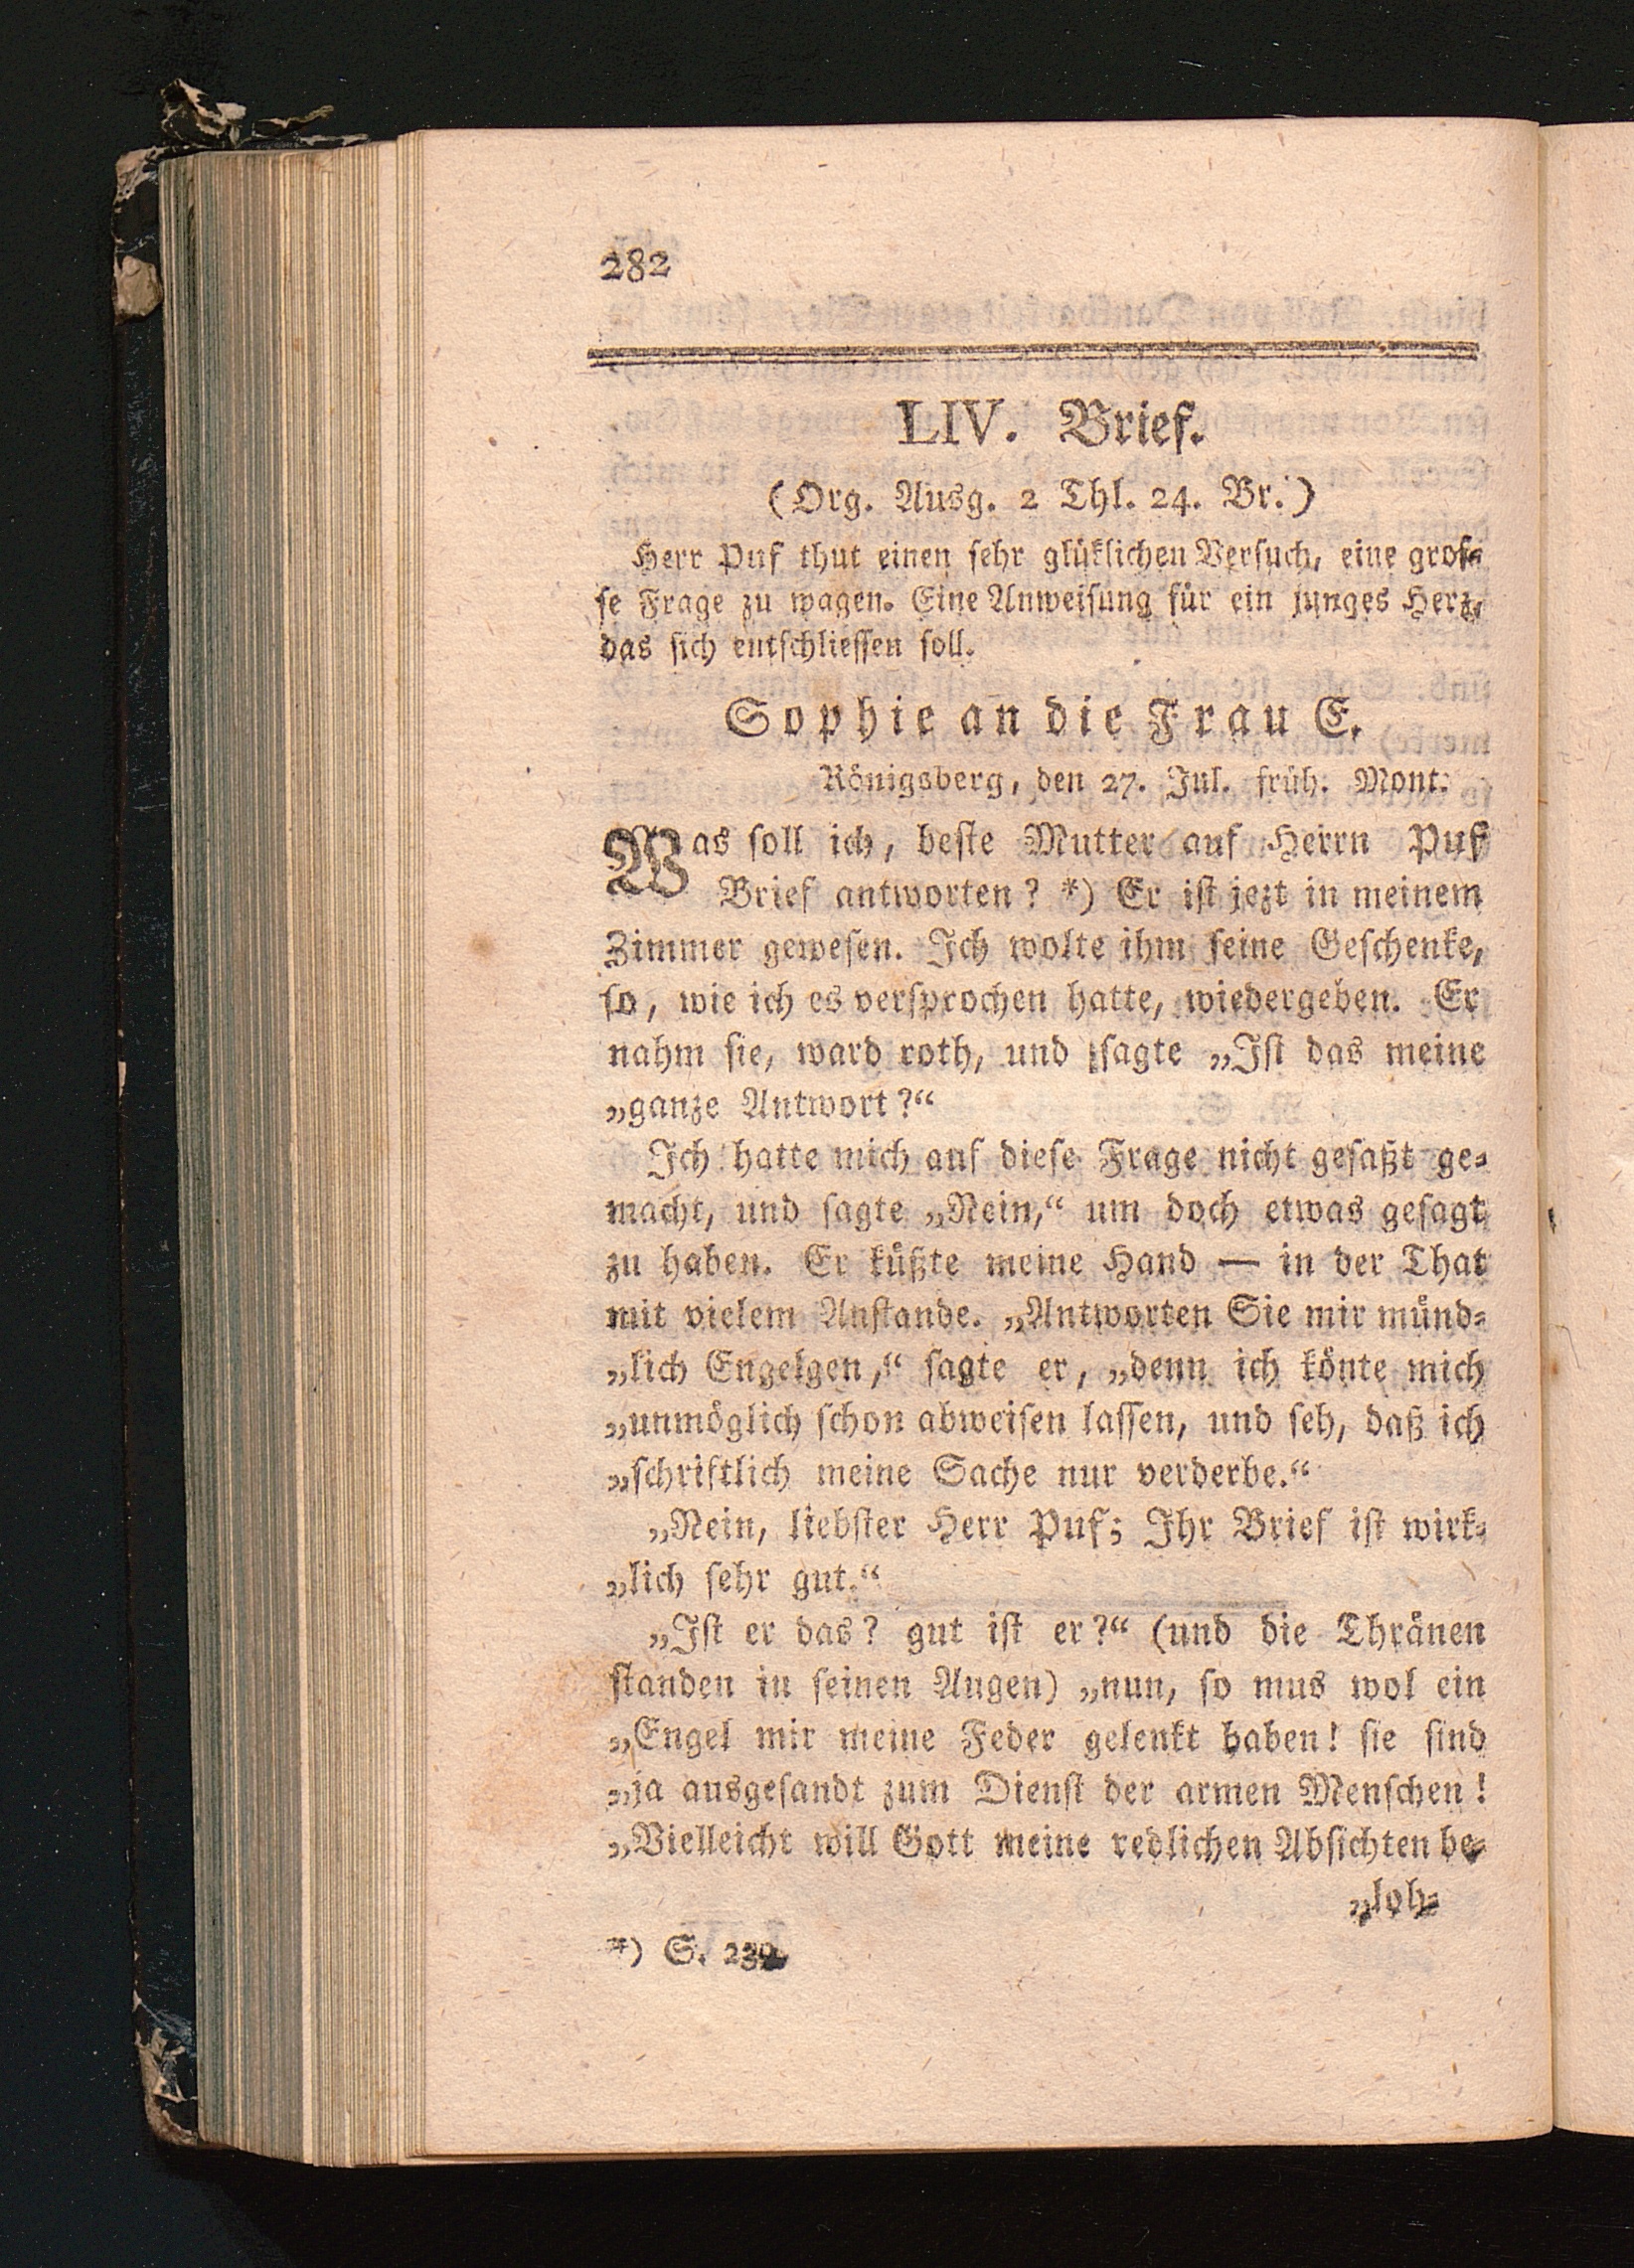 282
LIV. Brief.
(Org. Ausg. 2 Thl. 24. Br.)
Herr Puf thut einen sehr glüklichen Versuch, eine gros-
se Frage zu wagen. Eine Anweisung für ein junges Herz,
das sich entschliessen soll.
Sophie an die Frau E.
Königsberg, den 27. Jul. früh. Mont.
Was soll ich, beste Mutter auf Herrn Puf
Brief antworten? *) Er ist jezt in meinem
Zimmer gewesen. Ich wolte ihm seine Geschenke,
so, wie ich es versprochen hatte, wiedergeben. Er
nahm sie, ward roth, und sagte „Ist das meine
„ganze Antwort?“
Ich hatte mich auf diese Frage nicht gefaßt ge-
macht, und sagte „Nein,“ um doch etwas gesagt
zu haben. Er küßte meine Hand — in der That
mit vielem Anstande. „Antworten Sie mir münd-
„lich Engelgen,“ sagte er, „denn ich könte mich
„unmöglich schon abweisen lassen, und seh, daß ich
„schriftlich meine Sache nur verderbe.“
„Nein, liebster Herr Puf; Ihr Brief ist wirk-
„lich sehr gut.“
„Ist er das? gut ist er?“ (und die Thränen
standen in seinen Augen) „nun, so mus wol ein
„Engel mir meine Feder gelenkt haben! sie sind
„ja ausgesandt zum Dienst der armen Menschen!
„Vielleicht will Gott meine redlichen Absichten be-
„loh-
*) S. 239.